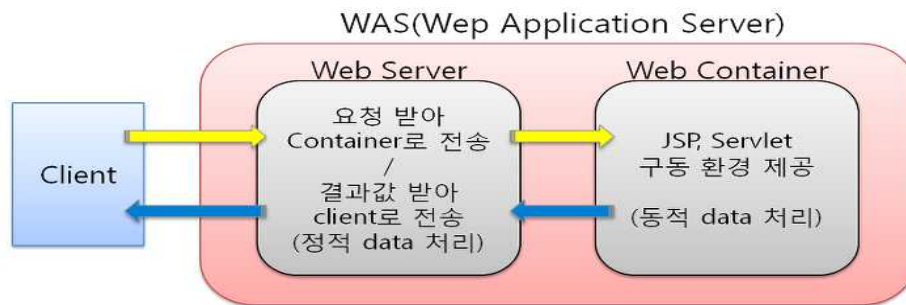 WAS(Wep Application Server)
Web Server
Web Container
Client
요청 받아
Container로 전송
/
결과값 받아
client로 전송
(정적 data 처리)
JSP, Servlet
구동 환경 제공
(동적 data 처리)